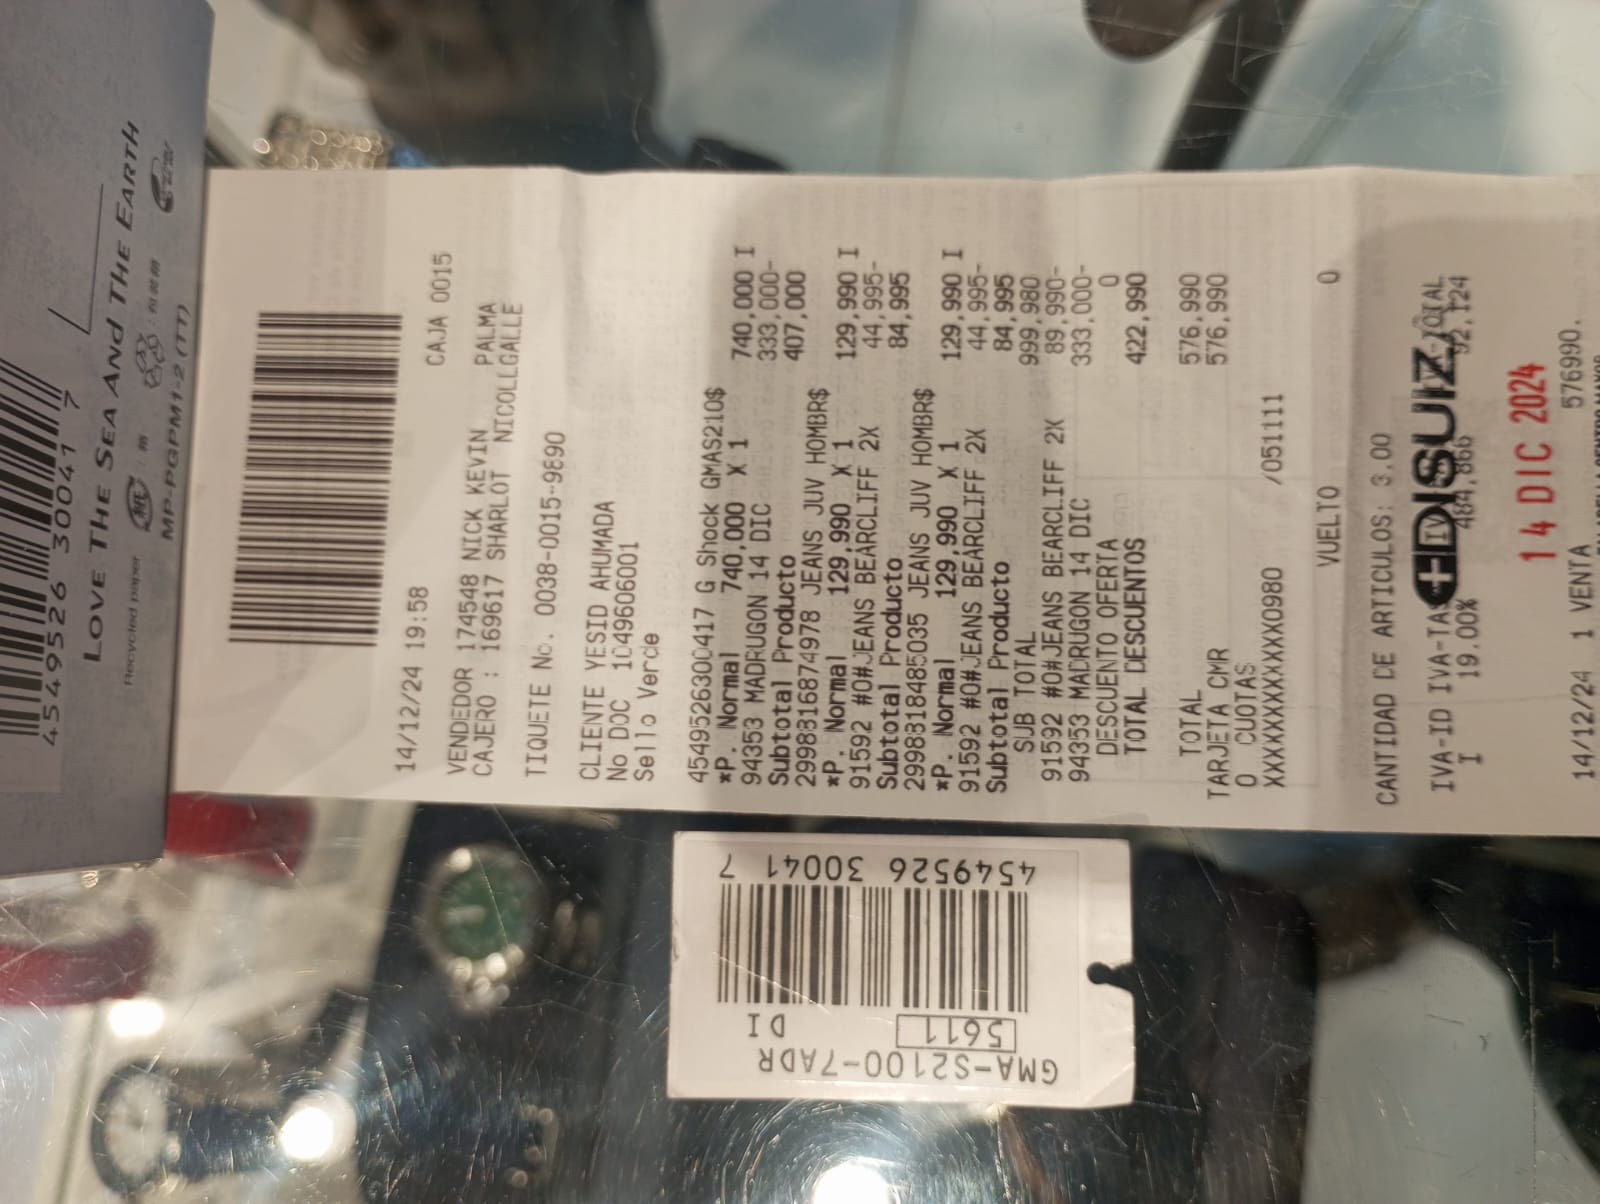 4549526 30041 7
LOVE THE SEA AND THE EARTH
Recycled paper
MP-PGPM1-2(TT)
CAJA 0015
14/12/24 19:58
VENDEDOR 174548 NICK KEVIN PALMA
CAJERO : 169617 SHARLOT NICOLLGALLE
TIQUETE No. 0038-0015-9890
CLIENTE YESID AHUMADA
No DOC 1049606001
Sello Verde
4549526300417 G Shock GMAS210$ 740,000 I
*P. Normal 740,000 X 1 333,000-
94353 MADRUGON 14 DIC
Subtotal Producto 407,000
2998316874978 JEANS JUV HOMBR$ 129,990 I
*P. Normal 129,990 X 1
91592 #0#JEANS BEARCLIFF 2X 44,995-
Subtotal Producto 84,995
2998318485035 JEANS JUV HOMBR$ 129,990 I
*P. Normal 129,990 X 1
91592 #0#JEANS BEARCLIFF 2X 44,995-
Subtotal Producto 84,995
SUB TOTAL 999,980
91592 #0#JEANS BEARCLIFF 2X 89,990-
94353 MADRUGON 14 DIC 333,000-
DESCUENTO OFERTA 0
TOTAL DESCUENTOS 422,990
TOTAL 576,990
TARJETA CMR 576,990
0 CUOTAS
XXXXXXXXXXXX0980 /051111
VUELTO 0
CANTIDAD DE ARTICULOS: 3.00
IVA-ID IVA-TAS
I 19.00% 484,866 92,124
DISUIZ
14 DIC 2024
14/12/24 1 VENTA 576990.
GMA-S2100-7ADR
5611 DI
4549526 30041 7